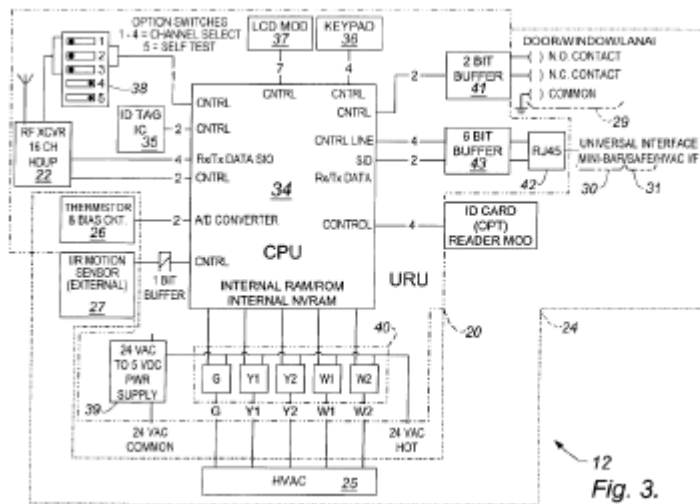 OPTION SWITCHES
1 - 4 = CHANNEL SELECT
5 = SELF TEST
1
2
3
4
5
38
LCD MOD
37
KEYPAD
36
7
4
DOOR/WINDOW/LANAI
N.O. CONTACT
N.C. CONTACT
COMMON
29
2 BIT
BUFFER
41
2
CNTRL
CNTRL
CNTRL
CNTRL
ID TAG
IC
35
2
CNTRL
RF XCVR
16 CH
HDUP
22
4
Rx/Tx DATA SIO
2
CNTRL
CNTRL LINE
4
S/D
2
Rx/Tx DATA
6 BIT
BUFFER
43
RJ45
42
UNIVERSAL INTERFACE
MINI-BAR/SAFE/HVAC I/F
30
31
34
THERMISTOR
& BIAS CKT.
26
2
A/D CONVERTER
CONTROL
4
ID CARD
(OPT)
READER MOD
CPU
I/R MOTION
SENSOR
(EXTERNAL)
27
CNTRL
1 BIT
BUFFER
INTERNAL RAM/ROM
INTERNAL NVRAM
URU
20
24
40
24 VAC
TO 5 VDC
PWR
SUPPLY
39
G
Y1
Y2
W1
W2
G
Y1
Y2
W1
W2
24 VAC
COMMON
24 VAC
HOT
HVAC
25
12
Fig. 3.